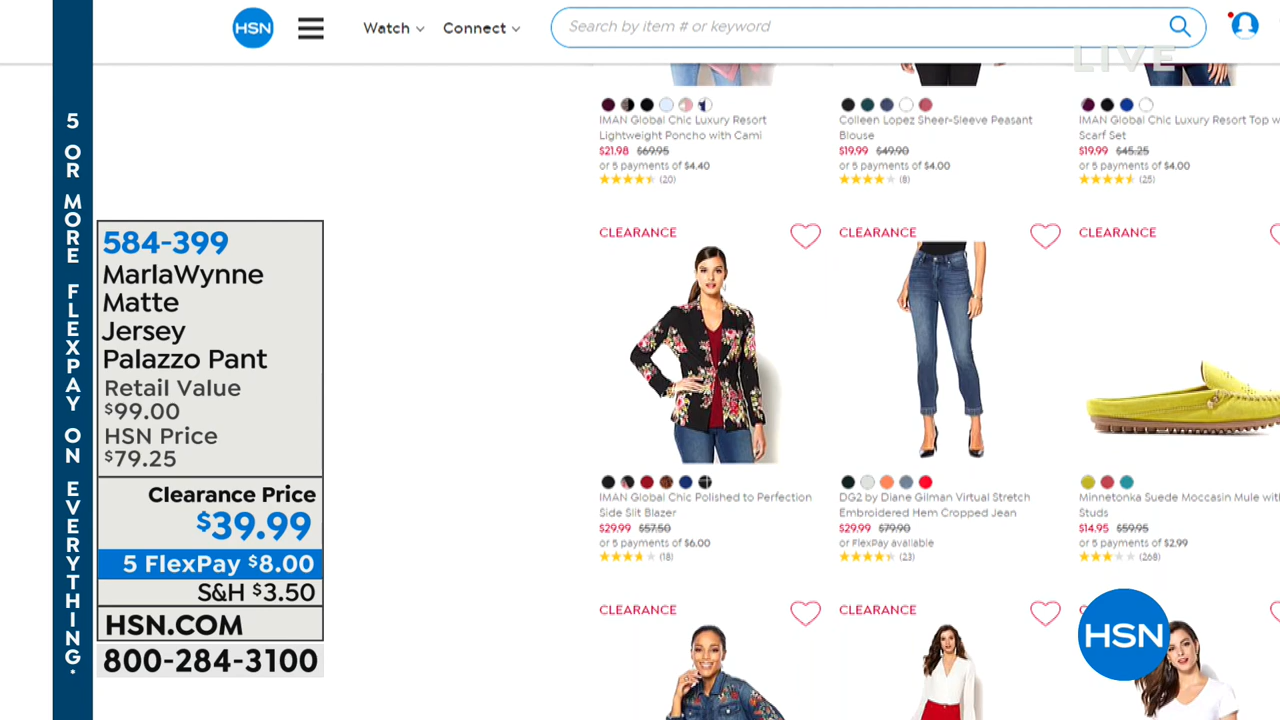 HSN
Watch
Connect
Search by item # or keyword
LIVE
5 OR MORE FLEXPAY ON EVERYTHING.
584-399
MarlaWynne
Matte
Jersey
Palazzo Pant
Retail Value
$99.00
HSN Price
$79.25
Clearance Price
$39.99
5 FlexPay $8.00
S&H $3.50
HSN.COM
800-284-3100
IMAN Global Chic Luxury Resort
Lightweight Poncho with Cami
$21.98 $69.95
or 5 payments of $4.40
(20)
Colleen Lopez Sheer-Sleeve Peasant
Blouse
$19.99 $49.90
or 5 payments of $4.00
(8)
IMAN Global Chic Luxury Resort Top w
Scarf Set
$19.99 $45.25
or 5 payments of $4.00
(25)
CLEARANCE
IMAN Global Chic Polished to Perfection
Side Slit Blazer
$29.99 $57.50
or 5 payments of $6.00
(18)
CLEARANCE
DG2 by Diane Gilman Virtual Stretch
Embroidered Hem Cropped Jean
$29.99 $79.90
or FlexPay available
(23)
CLEARANCE
Minnetonka Suede Moccasin Mule wit
Studs
$14.95 $59.95
or 5 payments of $2.99
(268)
CLEARANCE
CLEARANCE
HSN